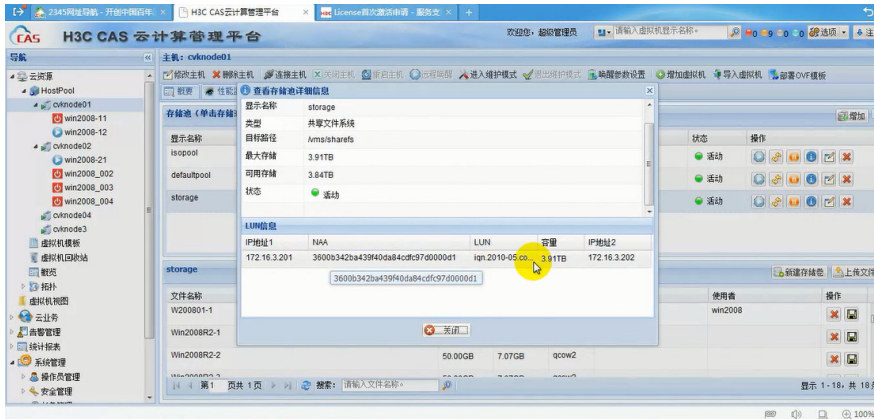 2345网址导航 - 开创中国百年
H3C CAS云计算管理平台
License首次激活申请 - 服务支
CAS H3C CAS 云计算管理平台
欢迎您,超级管理员
请输入虚拟机显示名称。
0 9 0 0
选项
导航
主机: cvknode01
云资源
HostPool
cvknode01
win2008-11
win2008-12
cvknode02
win2008-21
win2008_002
win2008_003
win2008_004
cvknode04
cvknode3
虚拟机模板
虚拟机回收站
概览
拓扑
虚拟机视图
云业务
告警管理
统计报表
系统管理
操作员管理
安全管理
修改主机 删除主机 连接主机 关闭主机 重启主机 远程唤醒 进入维护模式 退出维护模式 唤醒参数设置 增加虚拟机 导入虚拟机 部署OVF模板
概要
存储池(单击存储
增加
显示名称 状态 操作
isopool 活动
defaultpool 活动
storage 活动
查看存储池详细信息
显示名称 storage
类型 共享文件系统
目标路径 /vms/sharefs
最大存储 3.91TB
可用存储 3.84TB
状态 活动
LUN信息
IP地址1 NAA LUN 容量 IP地址2
172.16.3.201 3600b342ba439f40da84cdfc97d0000d1 iqn.2010-05.co... 3.91TB 172.16.3.202
3600b342ba439f40da84cdfc97d0000d1
关闭
storage
新建存储卷 上传文件
文件名称 使用者 操作
W200801-1 win2008
Win2008R2-1
Win2008R2-2 50.00GB 7.07GB qcow2
第1 页共 1 页 搜索: 请输入文件名称。
显示 1 - 18,共 18
100%